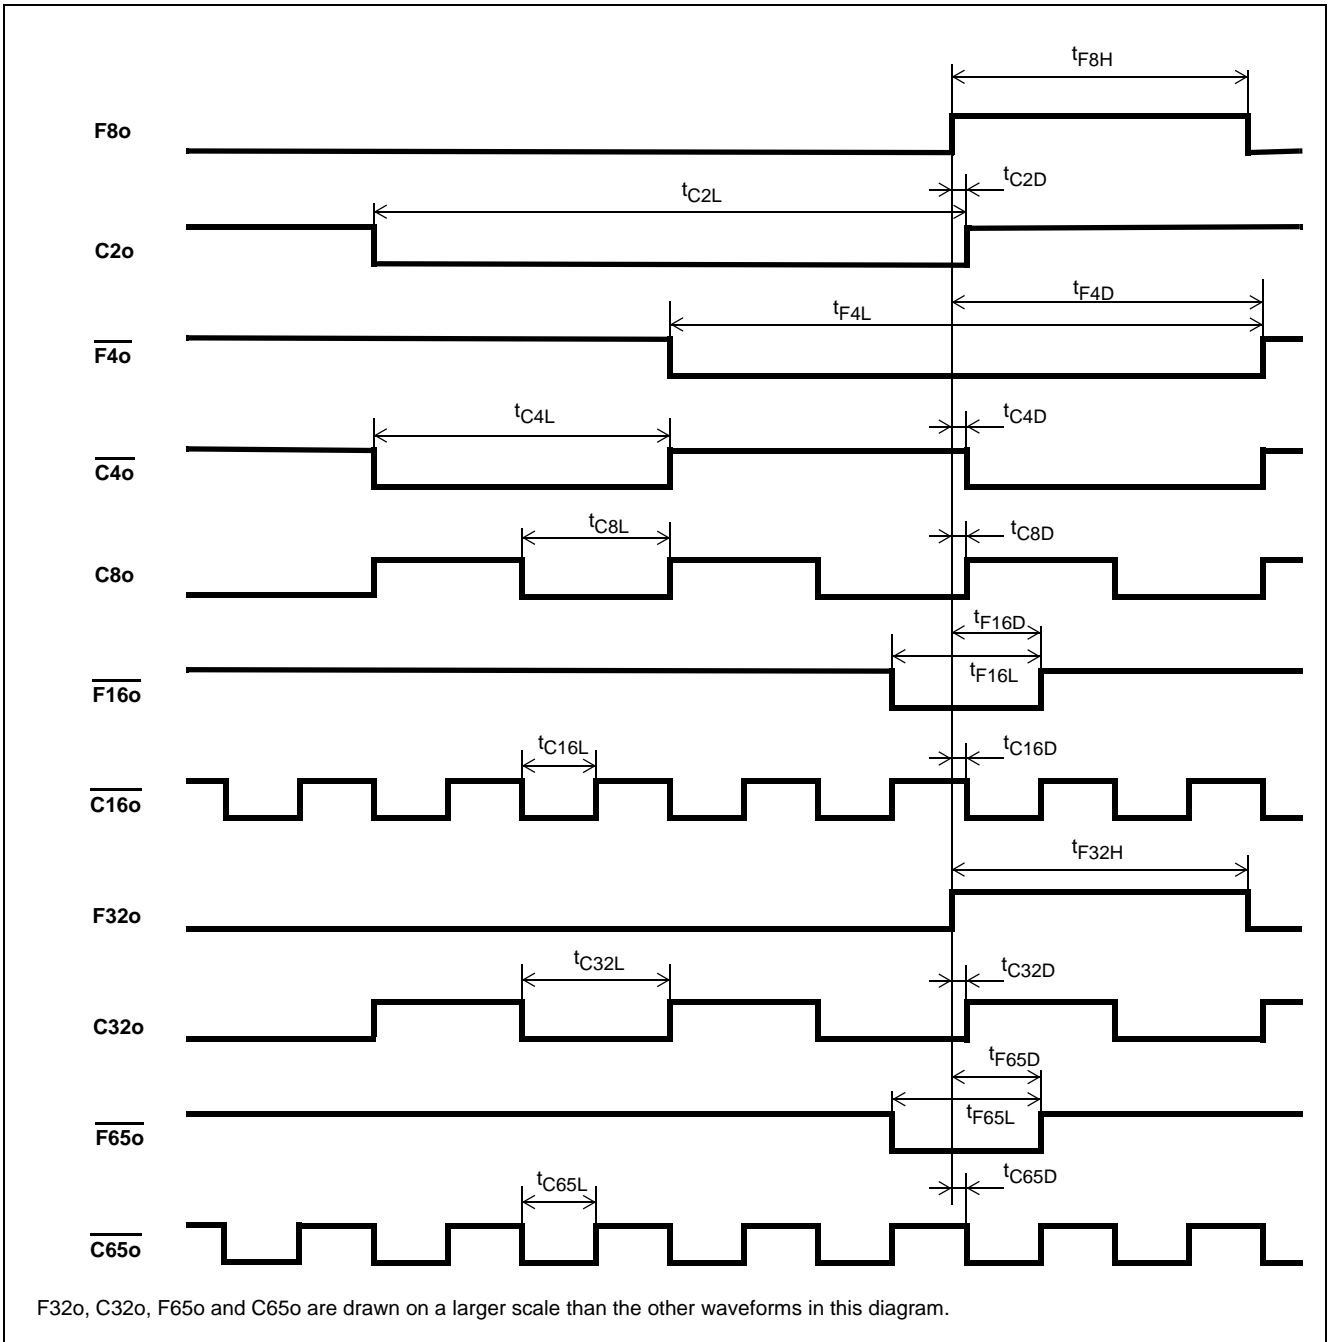 tF8H
F8o
tC2D
tC2L
C2o
tF4D
tF4L
F4o
tC4L
tC4D
C4o
tC8L
tC8D
C8o
tF16D
tF16L
F16o
tC16L
tC16D
C16o
tF32H
F32o
tC32L
tC32D
C32o
tF65D
tF65L
F65o
tC65L
tC65D
C65o
F32o, C32o, F65o and C65o are drawn on a larger scale than the other waveforms in this diagram.